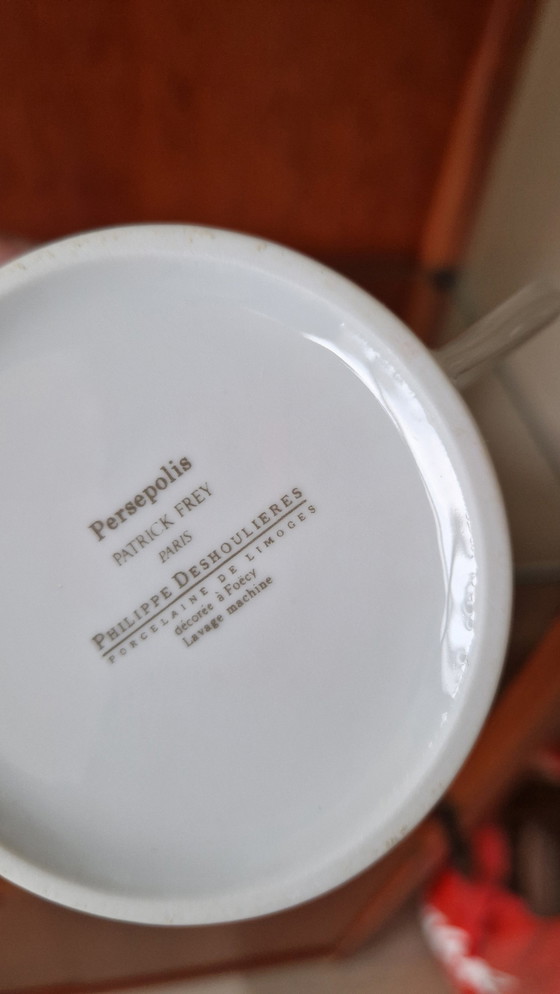 Persepolis
PATRICK FREY
PARIS
PHILIPPE DESHOULIERES
PORCELAINE DE LIMOGES
décorée à Foëcy
Lavage machine